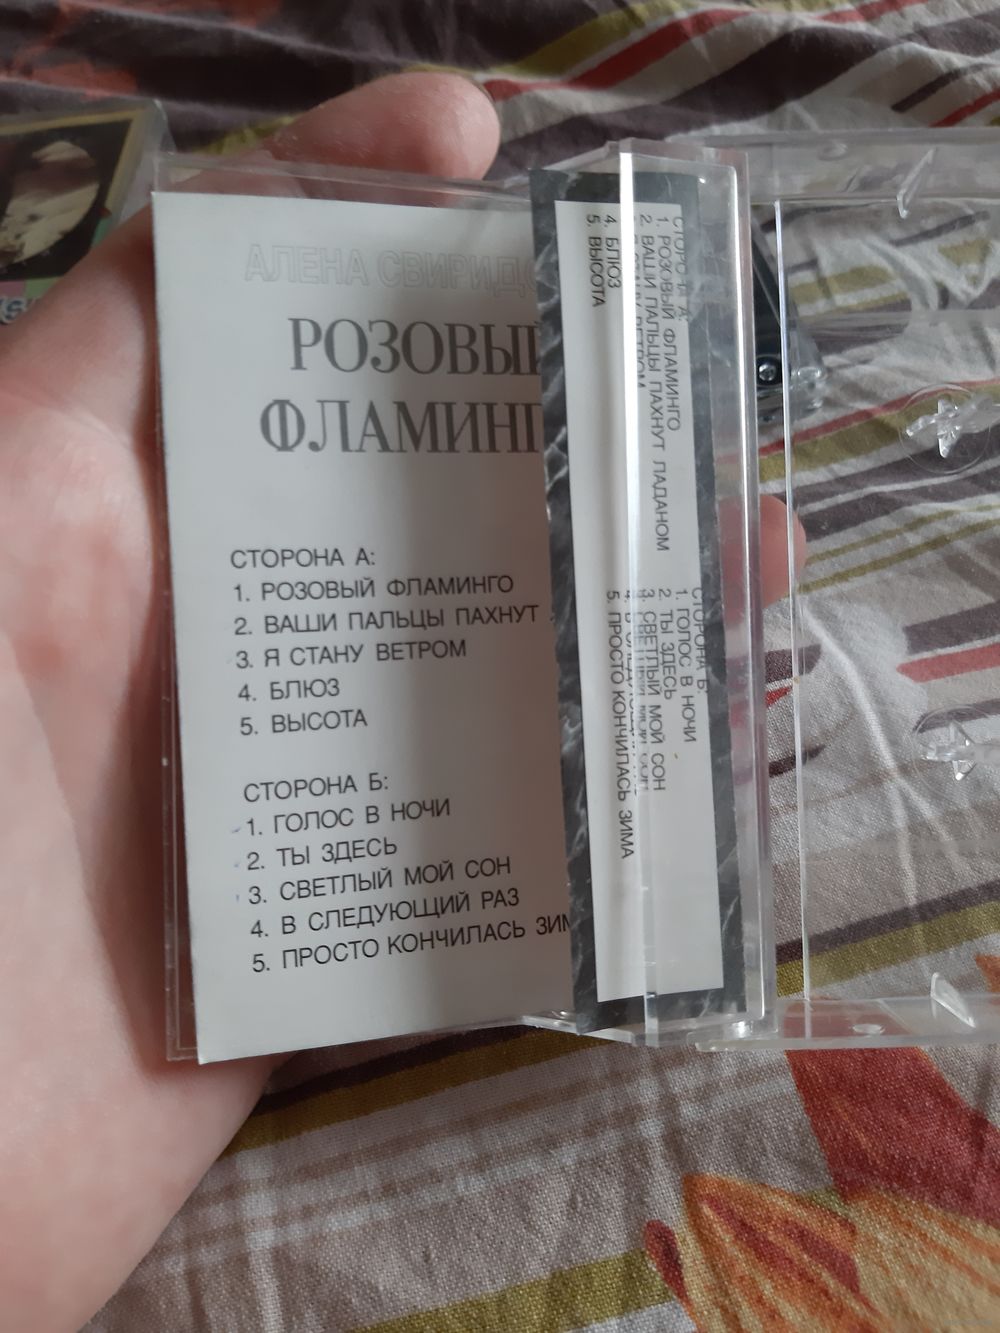 АЛЕНА СВИРИДО
РОЗОВЫЙ
ФЛАМИНГ
СТОРОНА А:
1. РОЗОВЫЙ ФЛАМИНГО
2. ВАШИ ПАЛЬЦЫ ПАХНУТ
3. Я СТАНУ ВЕТРОМ
4. БЛЮЗ
5. ВЫСОТА
СТОРОНА Б:
1. ГОЛОС В НОЧИ
2. ТЫ ЗДЕСЬ
3. СВЕТЛЫЙ МОЙ СОН
4. В СЛЕДУЮЩИЙ РАЗ
5. ПРОСТО КОНЧИЛАСЬ ЗИМ
СТОРОНА А:
1. РОЗОВЫЙ ФЛАМИНГО
2. ВАШИ ПАЛЬЦЫ ПАХНУТ ЛАДАНОМ
ВЕТРОМ
4. БЛЮЗ
5. ВЫСОТА
СТОРОНА Б:
1. ГОЛОС В НОЧИ
2. ТЫ ЗДЕСЬ
3. СВЕТЛЫЙ МОЙ СОН
5. ПРОСТО КОНЧИЛАСЬ ЗИМА